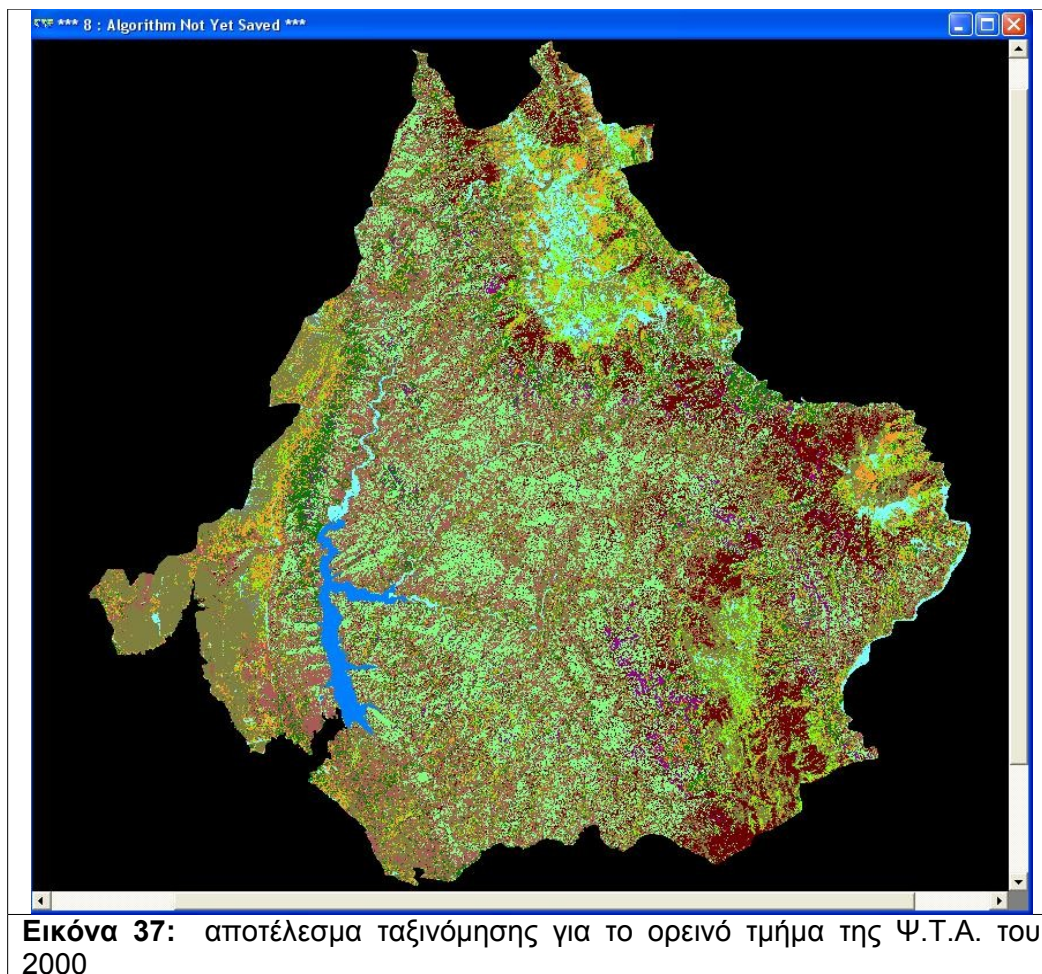 *** 8 : Algorithm Not Yet Saved ***
Εικόνα 37: αποτέλεσμα ταξινόμησης για το ορεινό τμήμα της Ψ.Τ.Α. του
2000